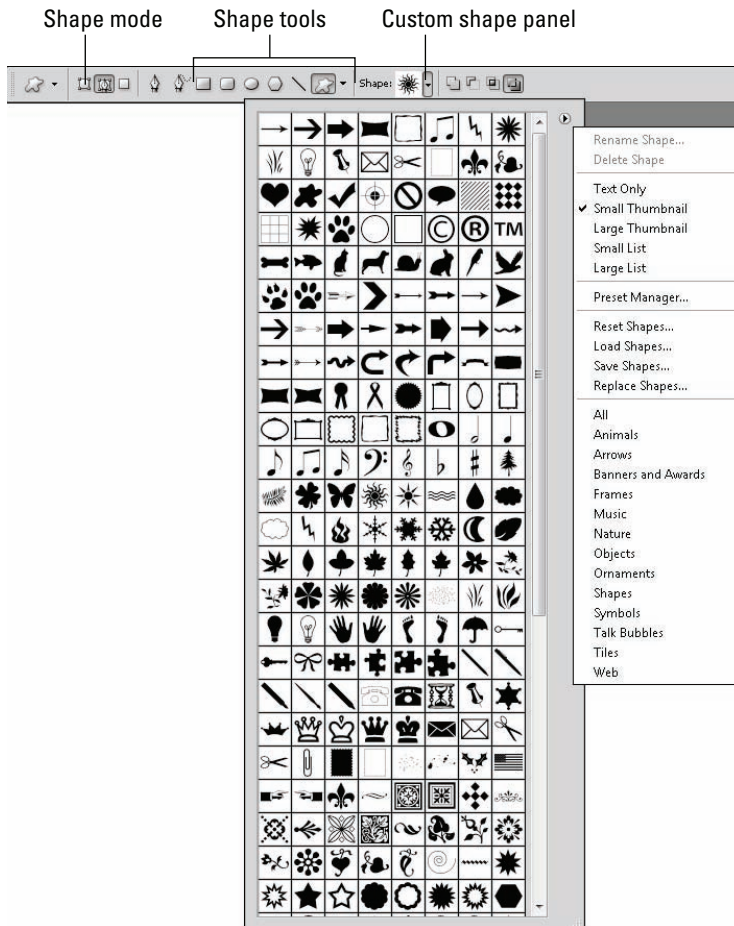 Shape mode
Shape tools
Custom shape panel
Shape:
Rename Shape...
Delete Shape
Text Only
Small Thumbnail
Large Thumbnail
Small List
Large List
Preset Manager...
Reset Shapes...
Load Shapes...
Save Shapes...
Replace Shapes...
All
Animals
Arrows
Banners and Awards
Frames
Music
Nature
Objects
Ornaments
Shapes
Symbols
Talk Bubbles
Tiles
Web
© ® TM